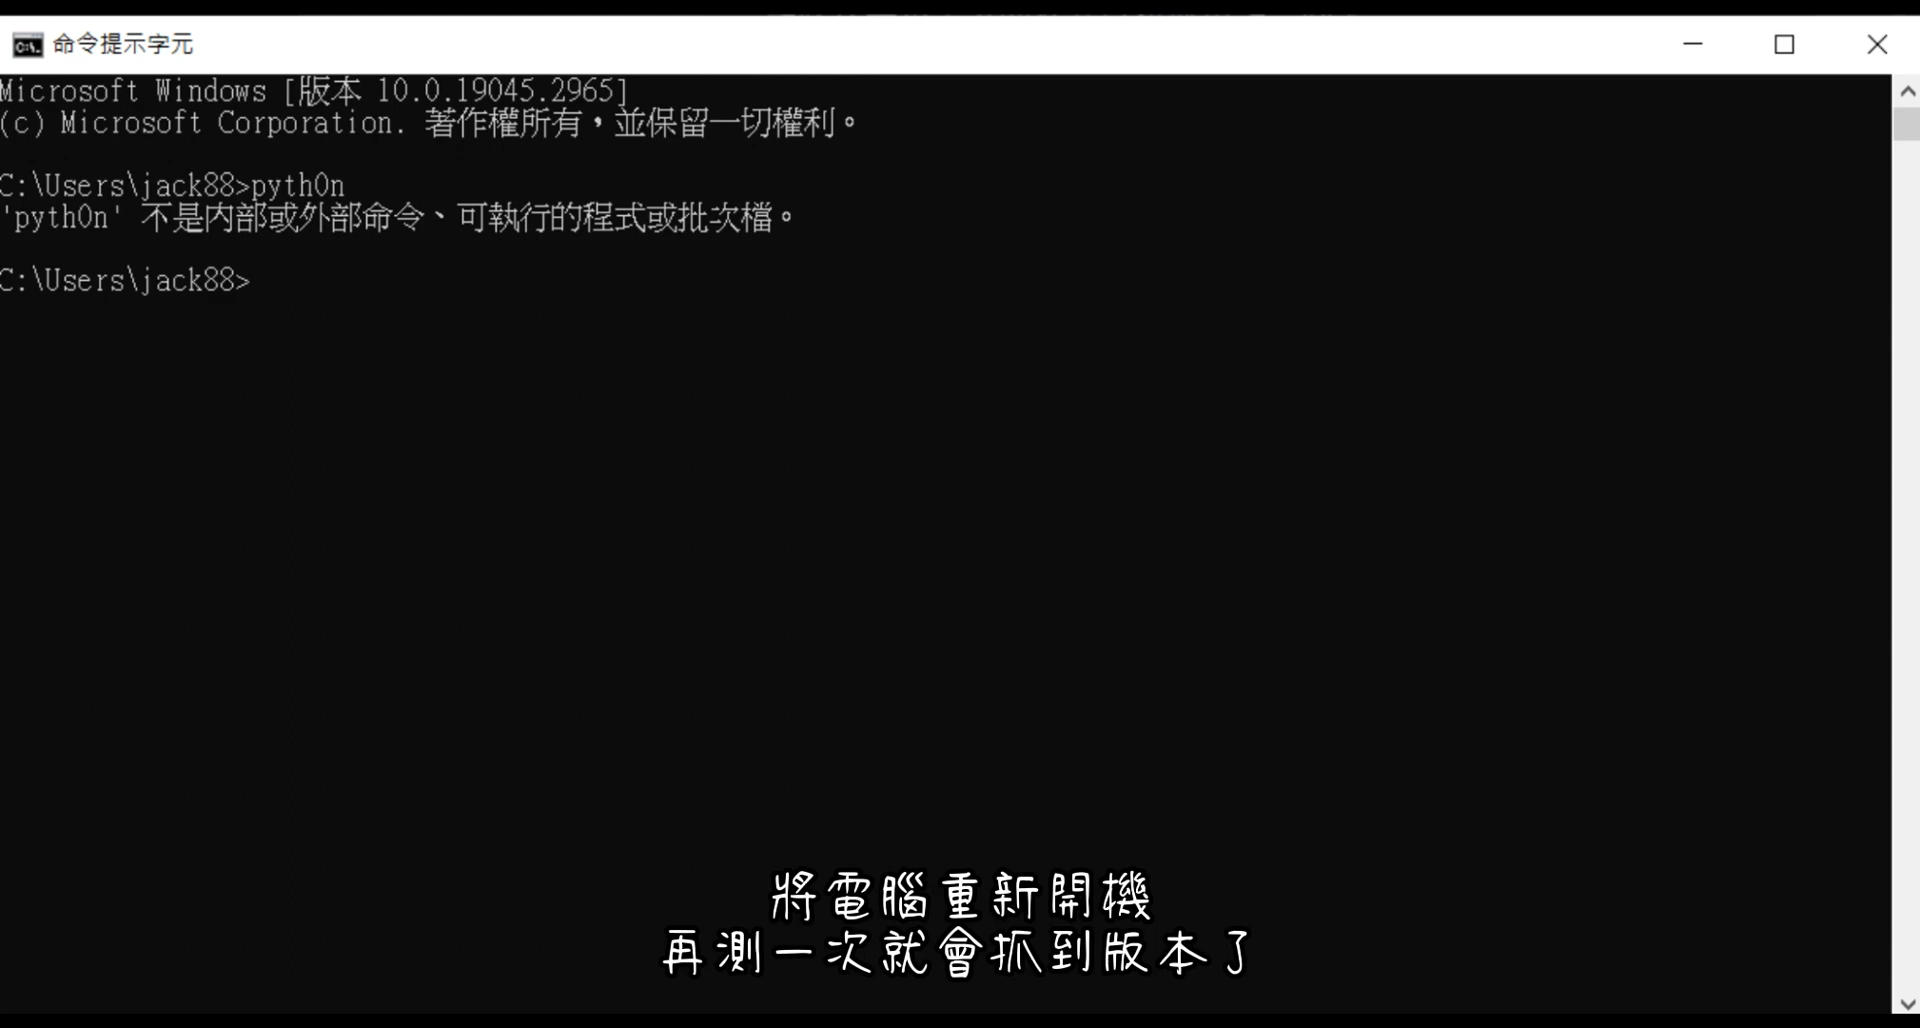 命令提示字元
Microsoft Windows [版本 10.0.19045.2965]
(c) Microsoft Corporation. 著作權所有，並保留一切權利。
C:\Users\jack88>pyth0n
'pyth0n' 不是內部或外部命令、可執行的程式或批次檔。
C:\Users\jack88>
將電腦重新開機
再測一次就會抓到版本了